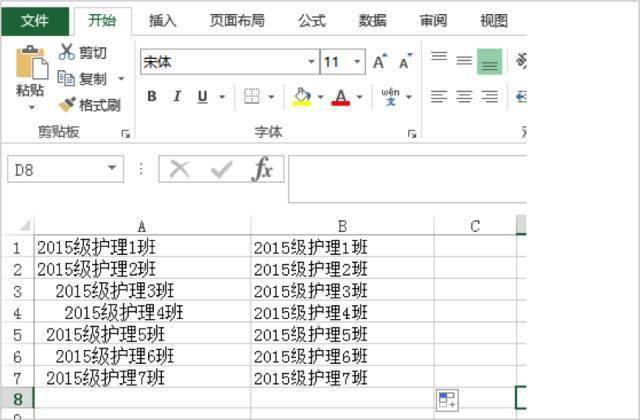 文件 开始 插入 页面布局 公式 数据 审阅 视图
剪切
宋体 11 A A
复制
粘贴
格式刷
B I U A wén 文
剪贴板 字体
D8 fx
A B C
1 2015级护理1班 2015级护理1班
2 2015级护理2班 2015级护理2班
3 2015级护理3班 2015级护理3班
4 2015级护理4班 2015级护理4班
5 2015级护理5班 2015级护理5班
6 2015级护理6班 2015级护理6班
7 2015级护理7班 2015级护理7班
8